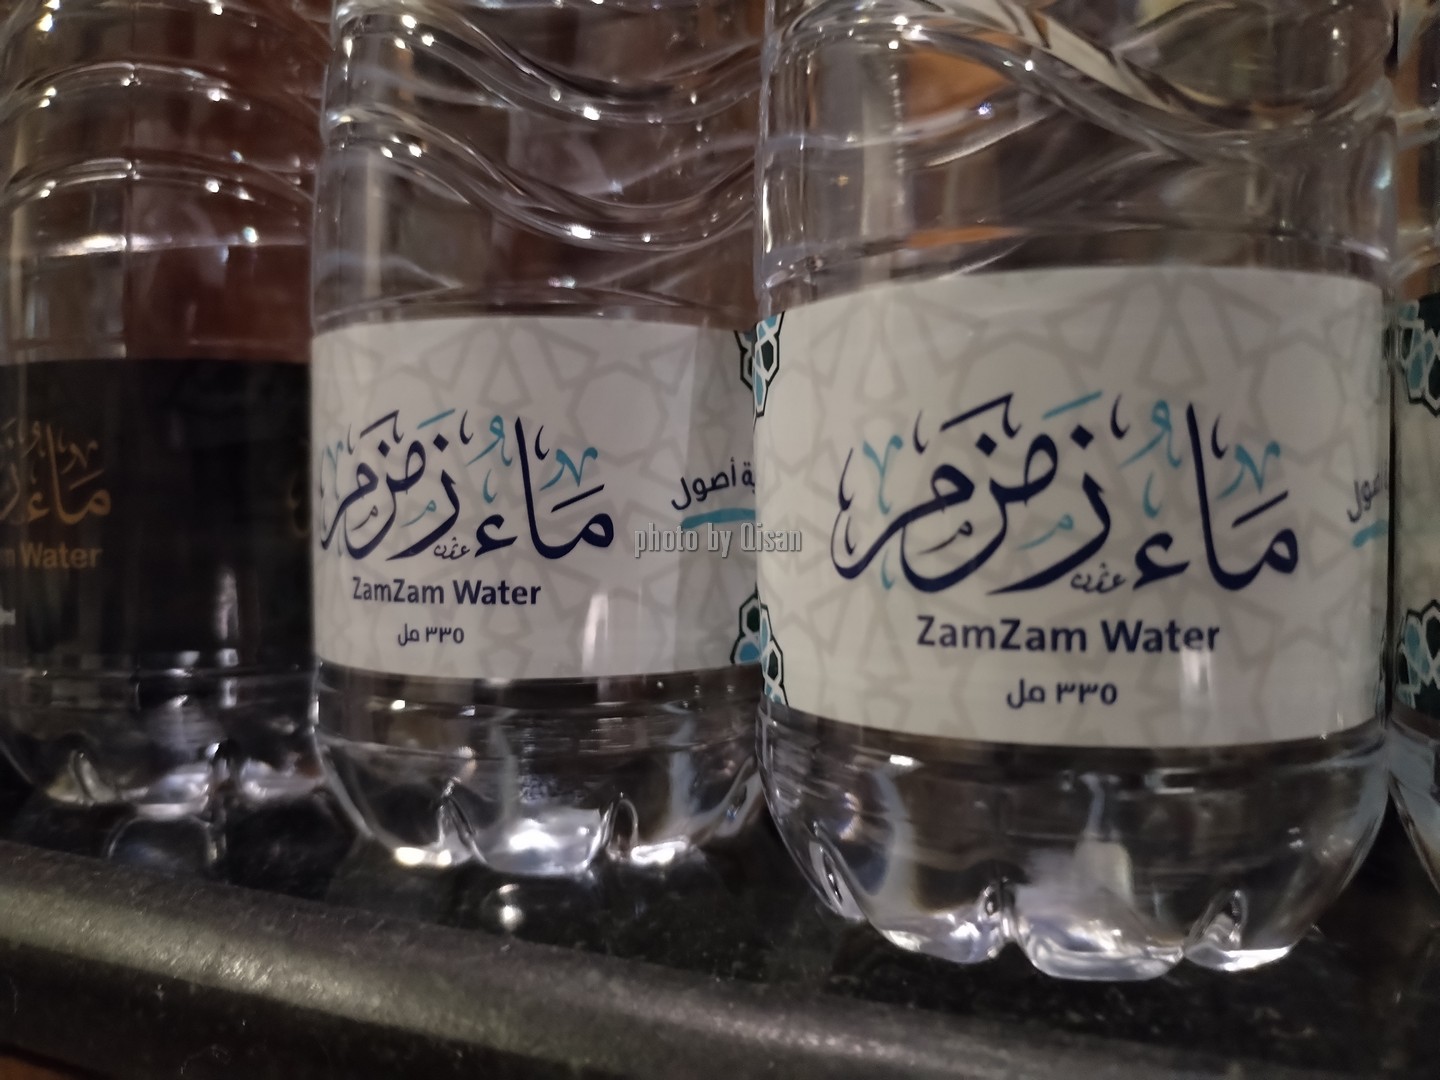 Water
ماء زمزم
ZamZam Water
٣٣٥ مل
أصول
photo by Qisan
ماء زمزم
ZamZam Water
٣٣٥ مل